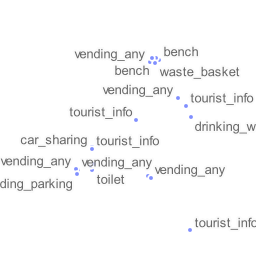 vending_any
bench
bench
waste_basket
vending_any
tourist_info
tourist_info
drinking_w
car_sharing
tourist_info
vending_any
vending_any
vending_any
ding_parking
toilet
tourist_info